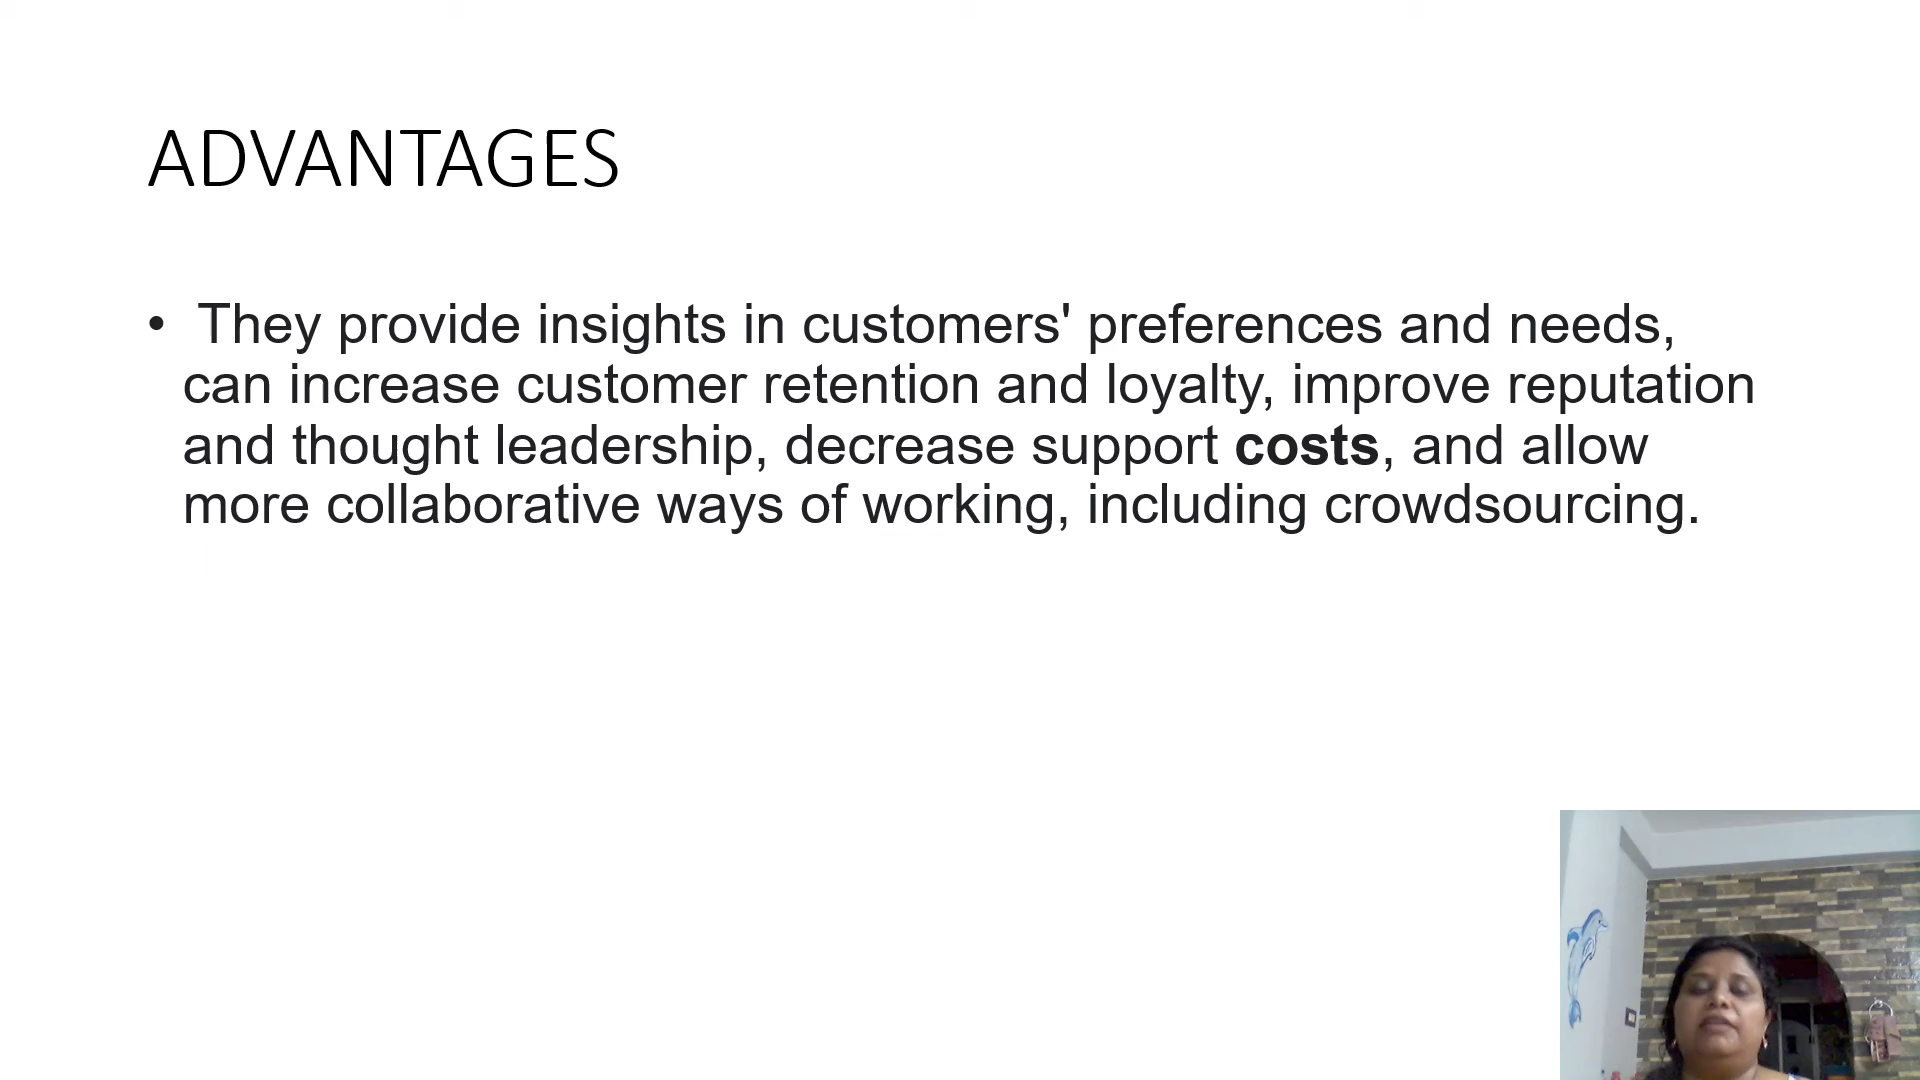 ADVANTAGES
• They provide insights in customers' preferences and needs,
can increase customer retention and loyalty, improve reputation
and thought leadership, decrease support costs, and allow
more collaborative ways of working, including crowdsourcing.